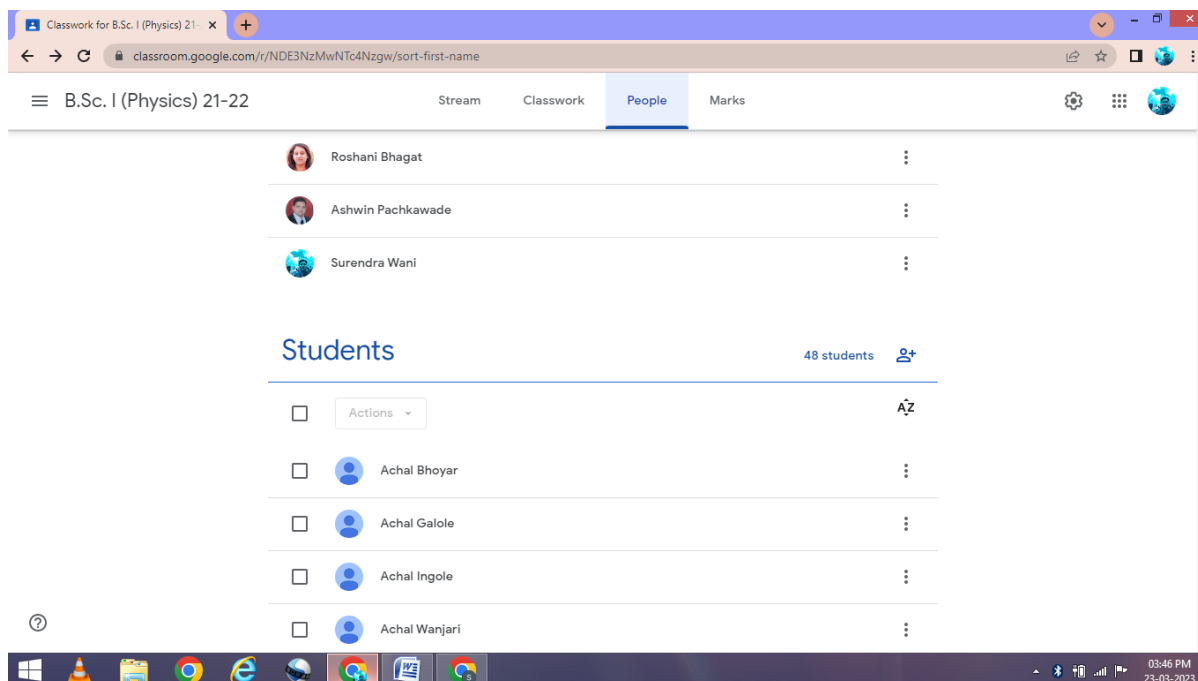 Classwork for B.Sc. I (Physics) 21-
classroom.google.com/r/NDE3NzMwNTc4Nzgw/sort-first-name
B.Sc. I (Physics) 21-22 Stream Classwork People Marks
Roshani Bhagat
Ashwin Pachkawade
Surendra Wani
Students 48 students
Actions AZ
Achal Bhoyar
Achal Galole
Achal Ingole
Achal Wanjari
03:46 PM
23-03-2023